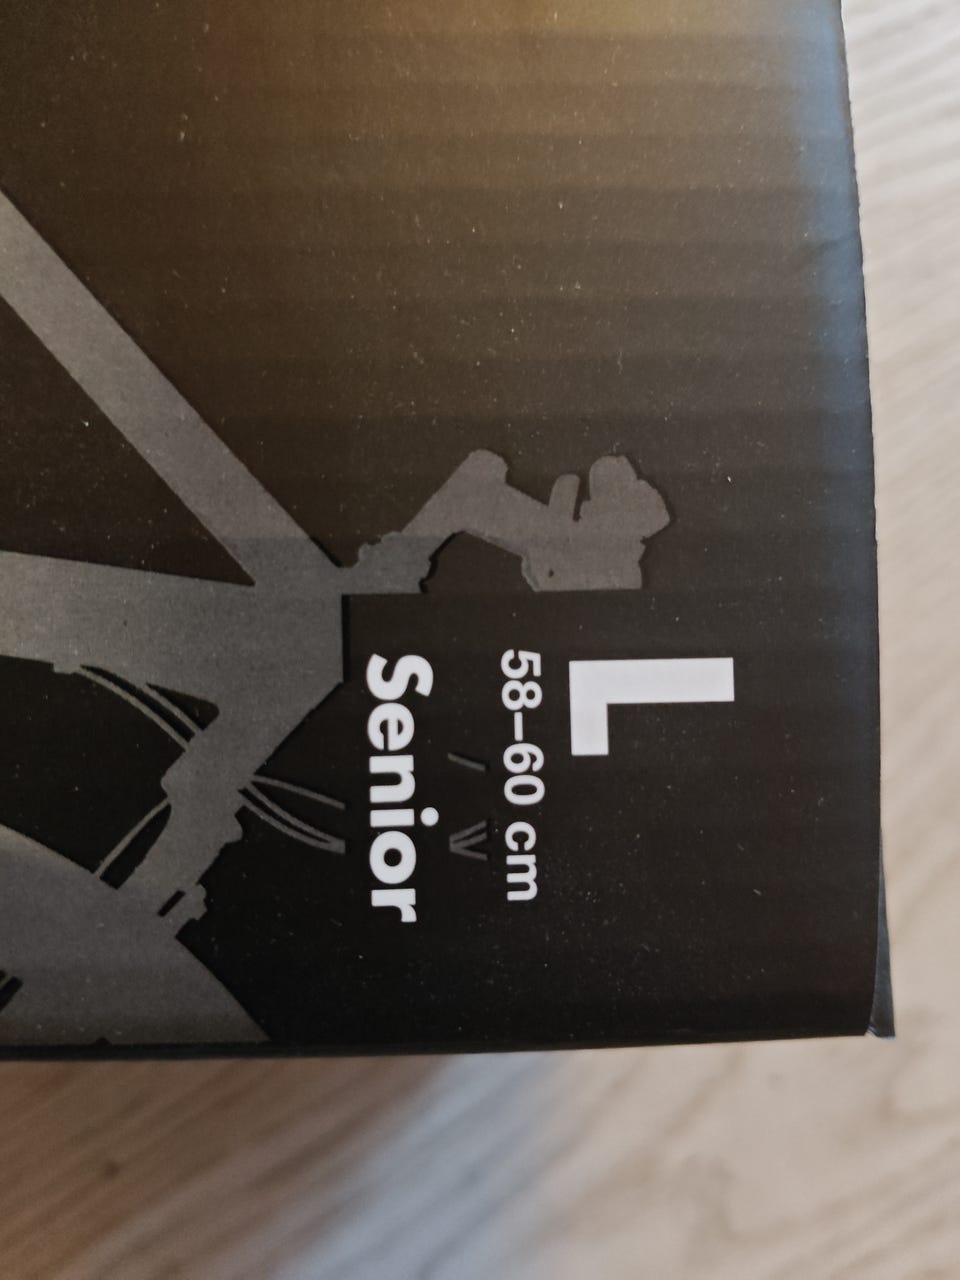 L
58–60 cm
Senior